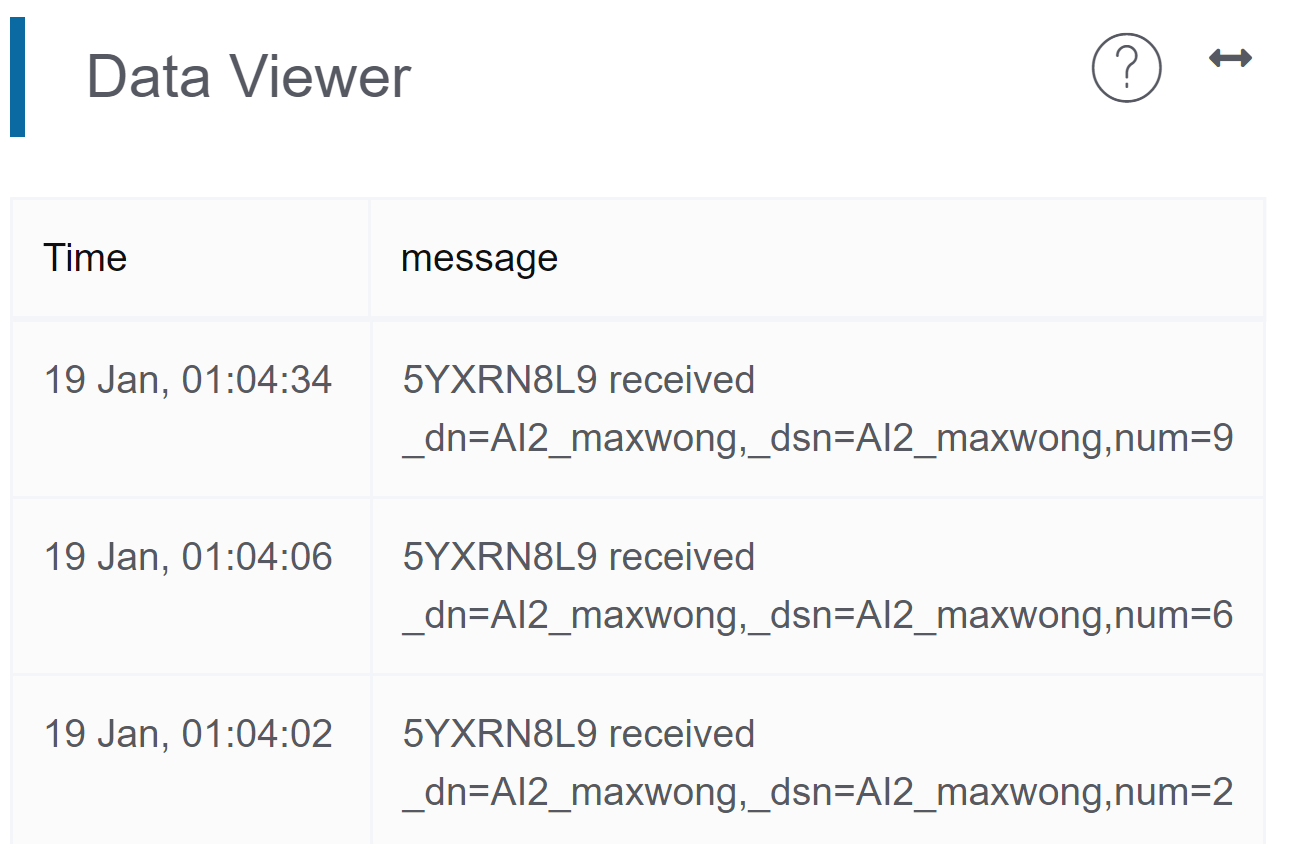 Data Viewer
?
Time message
19 Jan, 01:04:34 5YXRN8L9 received
_dn=AI2_maxwong,_dsn=AI2_maxwong,num=9
19 Jan, 01:04:06 5YXRN8L9 received
_dn=AI2_maxwong,_dsn=AI2_maxwong,num=6
19 Jan, 01:04:02 5YXRN8L9 received
_dn=AI2_maxwong,_dsn=AI2_maxwong,num=2